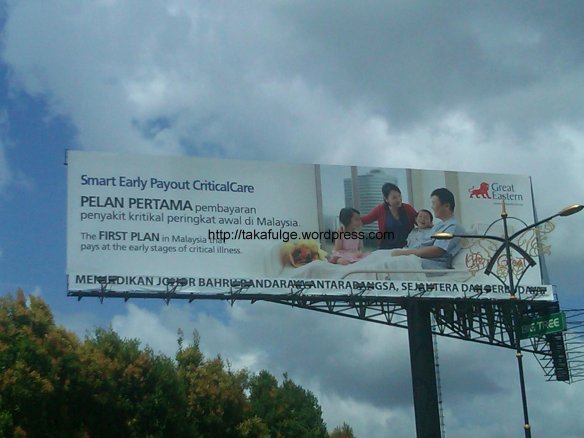 Smart Early Payout CriticalCare
PELAN PERTAMA pembayaran
penyakit kritikal peringkat awal di Malaysia.
The FIRST PLAN in Malaysia that
pays at the early stages of critical illness.
Great
Eastern
http://takafulge.wordpress.com
JOHOR BAHRU BANDARAYA ANTARABANGSA, SEJAHTERA DAN BERBUDAYA
TREE